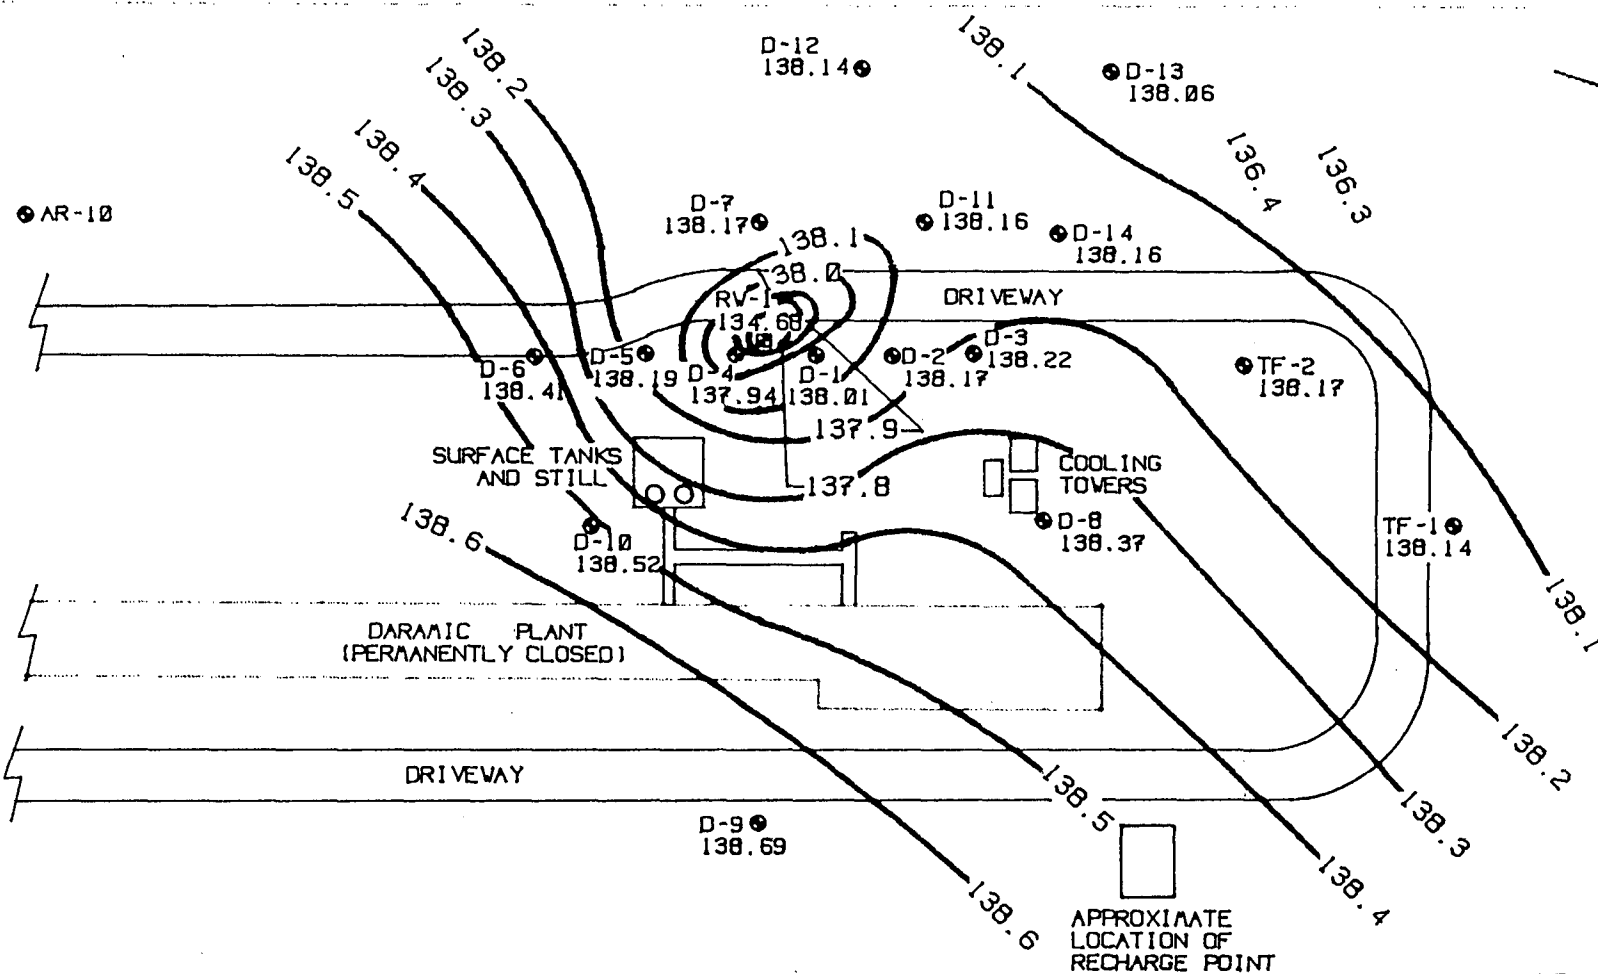 138.2
138.3
138.4
138.5
D-12
138.14
138.1
D-13
138.06
136.4
136.3
AR-10
D-7
138.17
D-11
138.16
D-14
138.16
138.1
38.0
DRIVEWAY
RW-1
134.68
D-6
138.41
D-5
138.19
D-4
137.94
D-1
138.01
D-2
138.17
D-3
138.22
TF-2
138.17
137.9
137.8
SURFACE TANKS
AND STILL
COOLING
TOWERS
138.6
D-10
138.52
D-8
138.37
TF-1
138.14
138.1
DARAMIC PLANT
(PERMANENTLY CLOSED)
DRIVEWAY
138.2
138.3
138.5
138.4
138.6
D-9
138.69
APPROXIMATE
LOCATION OF
RECHARGE POINT